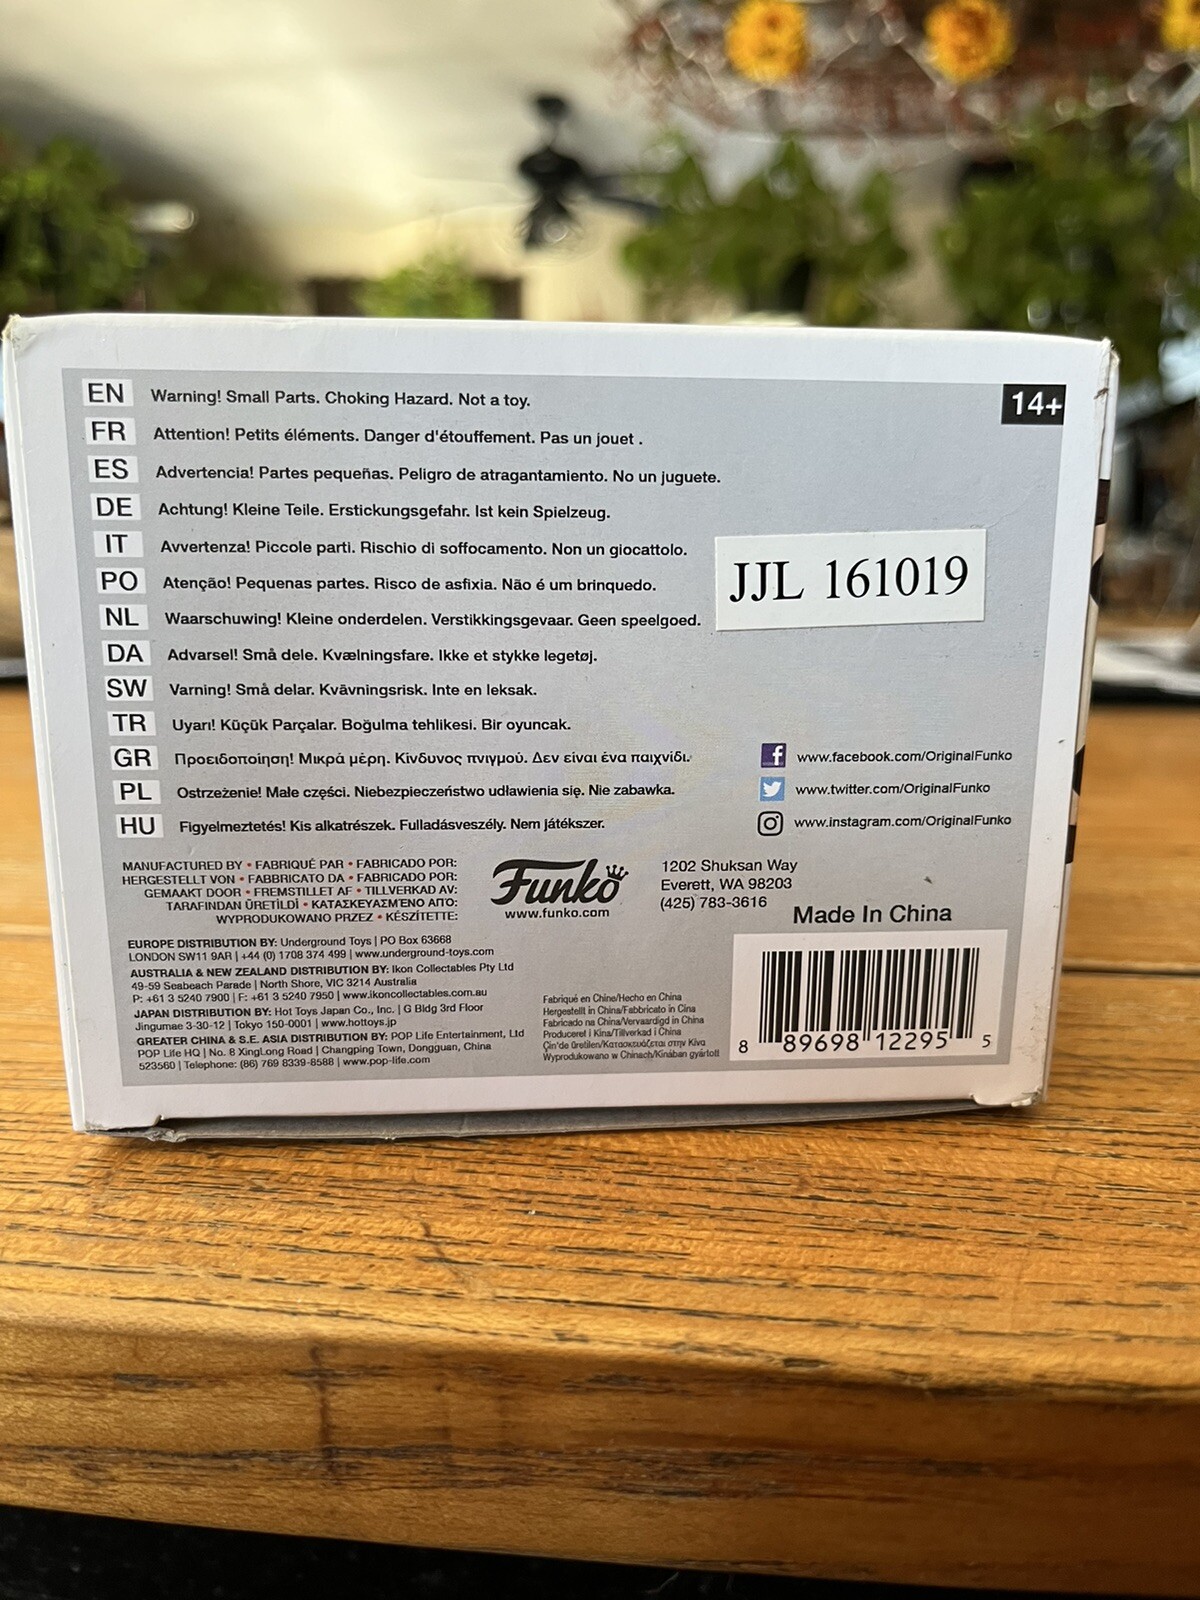 EN Warning! Small Parts. Choking Hazard. Not a toy.
14+
FR Attention! Petits éléments. Danger d'étouffement. Pas un jouet .
ES Advertencia! Partes pequeñas. Peligro de atragantamiento. No un juguete.
DE Achtung! Kleine Teile. Erstickungsgefahr. Ist kein Spielzeug.
IT Avvertenza! Piccole parti. Rischio di soffocamento. Non un giocattolo.
PO Atenção! Pequenas partes. Risco de asfixia. Não é um brinquedo.
JJL 161019
NL Waarschuwing! Kleine onderdelen. Verstikkingsgevaar. Geen speelgoed.
DA Advarsel! Små dele. Kvælningsfare. Ikke et stykke legetøj.
SW Varning! Små delar. Kvävningsrisk. Inte en leksak.
TR Uyarı! Küçük Parçalar. Boğulma tehlikesi. Bir oyuncak.
GR Προειδοποίηση! Μικρά μέρη. Κίνδυνος πνιγμού. Δεν είναι ένα παιχνίδι.
PL Ostrzeżenie! Małe części. Niebezpieczeństwo udławienia się. Nie zabawka.
HU Figyelmeztetés! Kis alkatrészek. Fulladásveszély. Nem játékszer.
www.facebook.com/OriginalFunko
www.twitter.com/OriginalFunko
www.instagram.com/OriginalFunko
MANUFACTURED BY • FABRIQUÉ PAR • FABRICADO POR:
HERGESTELLT VON • FABBRICATO DA • FABRICADO POR:
GEMAAKT DOOR • FREMSTILLET AF • TILLVERKAD AV:
TARAFINDAN ÜRETİLDİ • ΚΑΤΑΣΚΕΥΑΣΜΈΝΟ ΑΠΌ:
WYPRODUKOWANO PRZEZ • KÉSZÍTETTE:
Funko
www.funko.com
1202 Shuksan Way
Everett, WA 98203
(425) 783-3616
Made In China
EUROPE DISTRIBUTION BY: Underground Toys | PO Box 63668
LONDON SW11 9AR | +44 (0) 1708 374 499 | www.underground-toys.com
AUSTRALIA & NEW ZEALAND DISTRIBUTION BY: Ikon Collectables Pty Ltd
49-59 Seabeach Parade | North Shore, VIC 3214 Australia
P: +61 3 5240 7900 | F: +61 3 5240 7950 | www.ikoncollectables.com.au
JAPAN DISTRIBUTION BY: Hot Toys Japan Co., Inc. | G Bldg 3rd Floor
Jingumae 3-30-12 | Tokyo 150-0001 | www.hottoys.jp
GREATER CHINA & S.E. ASIA DISTRIBUTION BY: POP Life Entertainment, Ltd
POP Life HQ | No. 8 XingLong Road | Changping Town, Dongguan, China
523560 | Telephone: (86) 769 8339-8588 | www.pop-life.com
Fabriqué en Chine/Hecho en China
Hergestellt in China/Fabbricato in Cina
Fabricado na China/Vervaardigd in China
Produceret i Kina/Tillverkad i China
Çin'de üretilen/Κατασκευάζεται στην Κίνα
Wyprodukowano w Chinach/Kínában gyártott
8 89698 12295 5